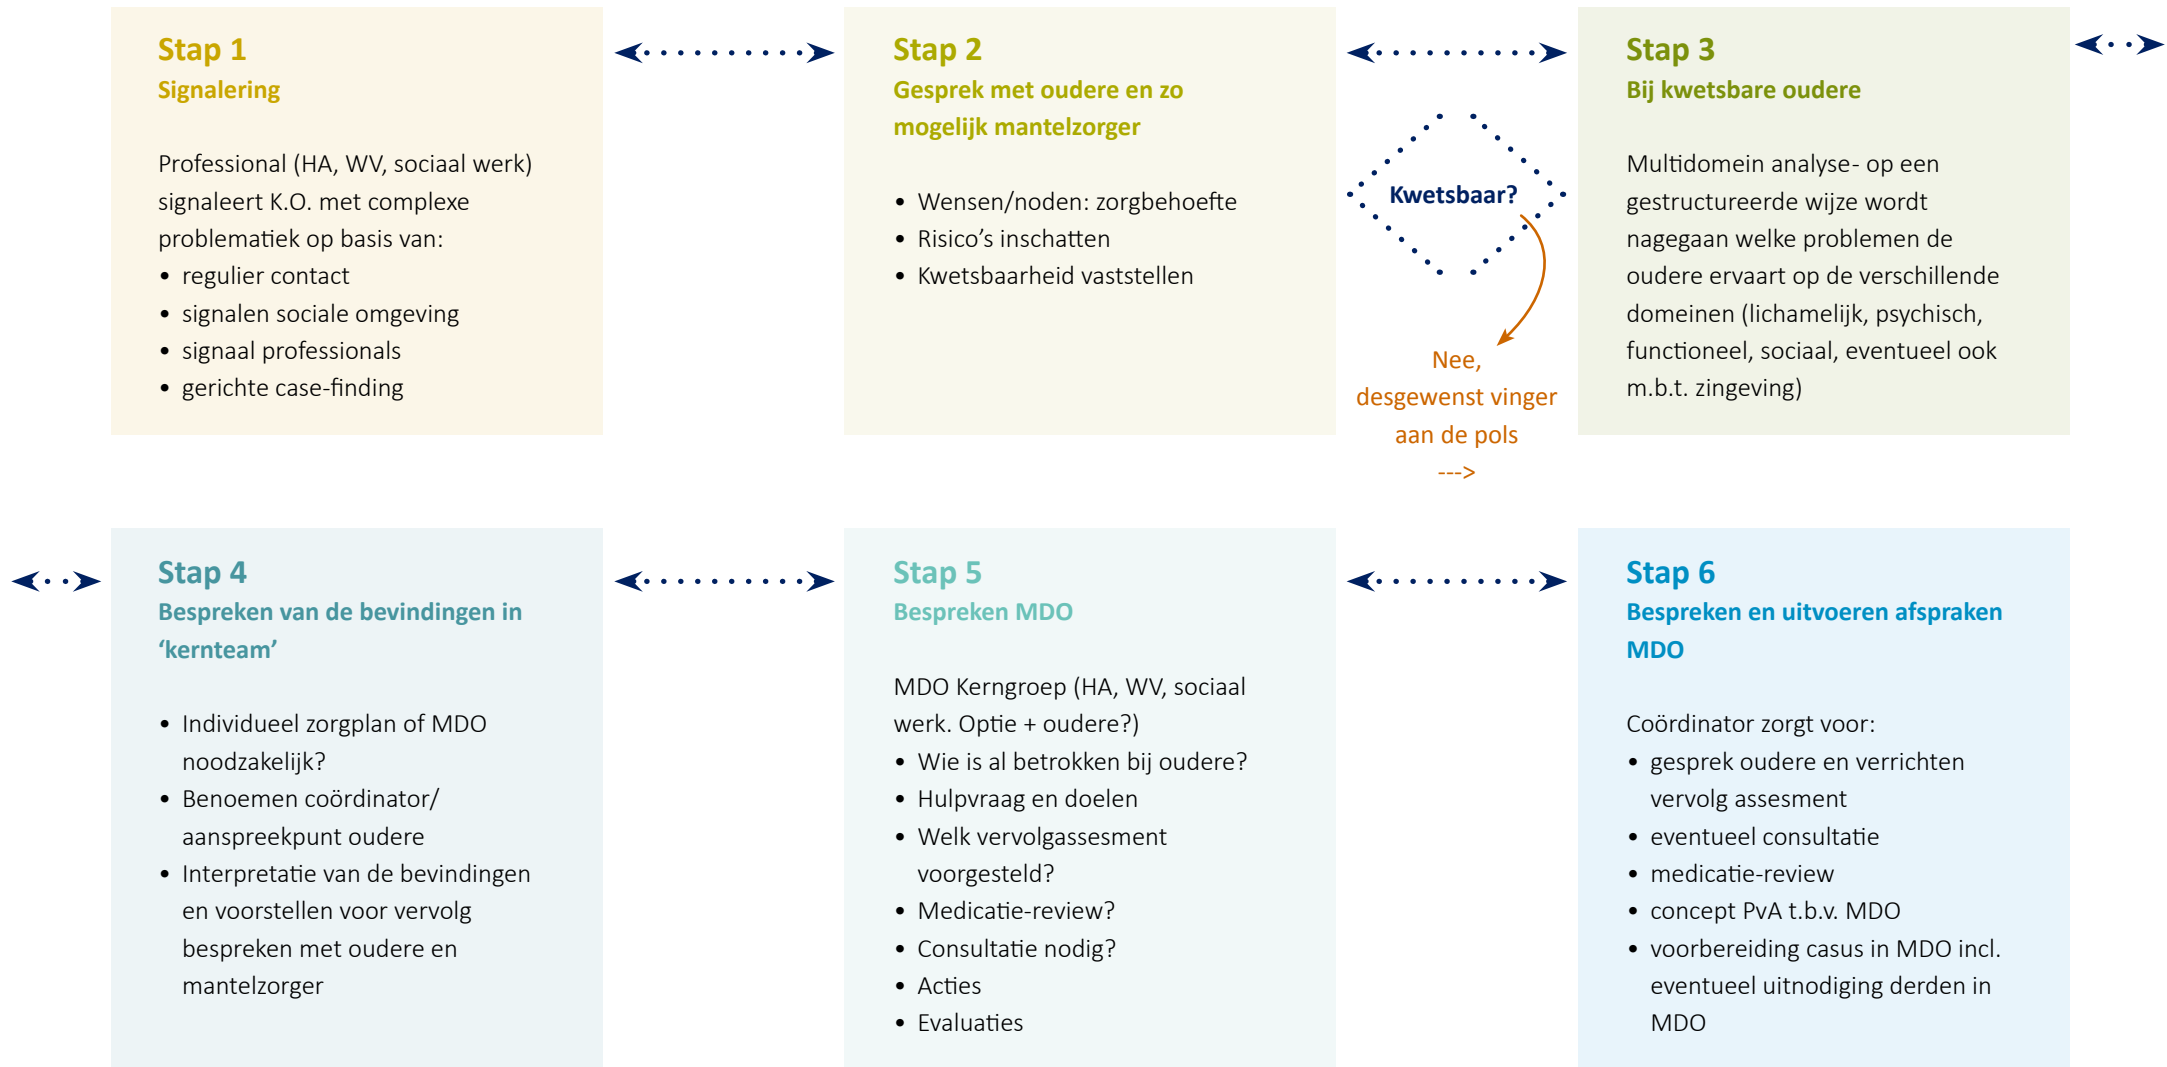 Stap 1
Signalering
Professional (HA, WV, sociaal werk)
signaleert K.O. met complexe
problematiek op basis van:
• regulier contact
• signalen sociale omgeving
• signaal professionals
• gerichte case-finding
Stap 2
Gesprek met oudere en zo
mogelijk mantelzorger
• Wensen/noden: zorgbehoefte
• Risico's inschatten
• Kwetsbaarheid vaststellen
Kwetsbaar?
Nee,
desgewenst vinger
aan de pols
--->
Stap 3
Bij kwetsbare oudere
Multidomein analyse- op een
gestructureerde wijze wordt
nagegaan welke problemen de
oudere ervaart op de verschillende
domeinen (lichamelijk, psychisch,
functioneel, sociaal, eventueel ook
m.b.t. zingeving)
Stap 4
Bespreken van de bevindingen in
‘kernteam’
• Individueel zorgplan of MDO
noodzakelijk?
• Benoemen coördinator/
aanspreekpunt oudere
• Interpretatie van de bevindingen
en voorstellen voor vervolg
bespreken met oudere en
mantelzorger
Stap 5
Bespreken MDO
MDO Kerngroep (HA, WV, sociaal
werk. Optie + oudere?)
• Wie is al betrokken bij oudere?
• Hulpvraag en doelen
• Welk vervolgassesment
voorgesteld?
• Medicatie-review?
• Consultatie nodig?
• Acties
• Evaluaties
Stap 6
Bespreken en uitvoeren afspraken
MDO
Coördinator zorgt voor:
• gesprek oudere en verrichten
vervolg assesment
• eventueel consultatie
• medicatie-review
• concept PvA t.b.v. MDO
• voorbereiding casus in MDO incl.
eventueel uitnodiging derden in
MDO